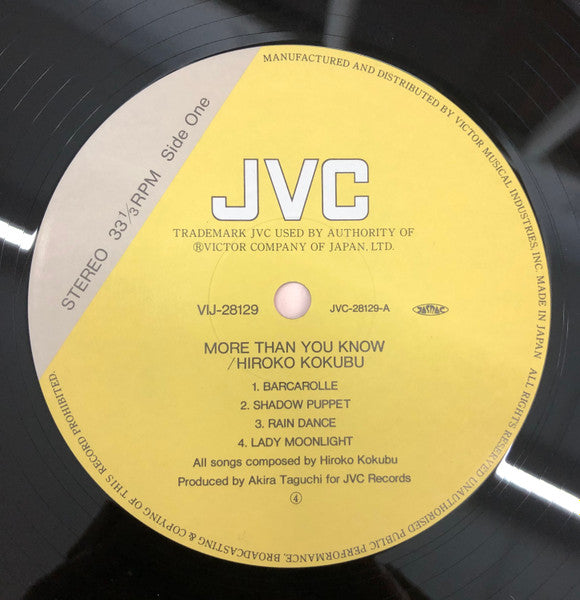 MANUFACTURED AND DISTRIBUTED BY VICTOR MUSICAL INDUSTRIES, INC. MADE IN JAPAN ALL RIGHTS RESERVED UNAUTHORISED PUBLIC PERFORMANCE, BROADCASTING & COPYING OF THIS RECORD PROHIBITED.
STEREO 33 1/3 RPM Side One
JVC
TRADEMARK JVC USED BY AUTHORITY OF
®VICTOR COMPANY OF JAPAN, LTD.
VIJ-28129 JVC-28129-A JASRAC
MORE THAN YOU KNOW
/HIROKO KOKUBU
1. BARCAROLLE
2. SHADOW PUPPET
3. RAIN DANCE
4. LADY MOONLIGHT
All songs composed by Hiroko Kokubu
Produced by Akira Taguchi for JVC Records
④